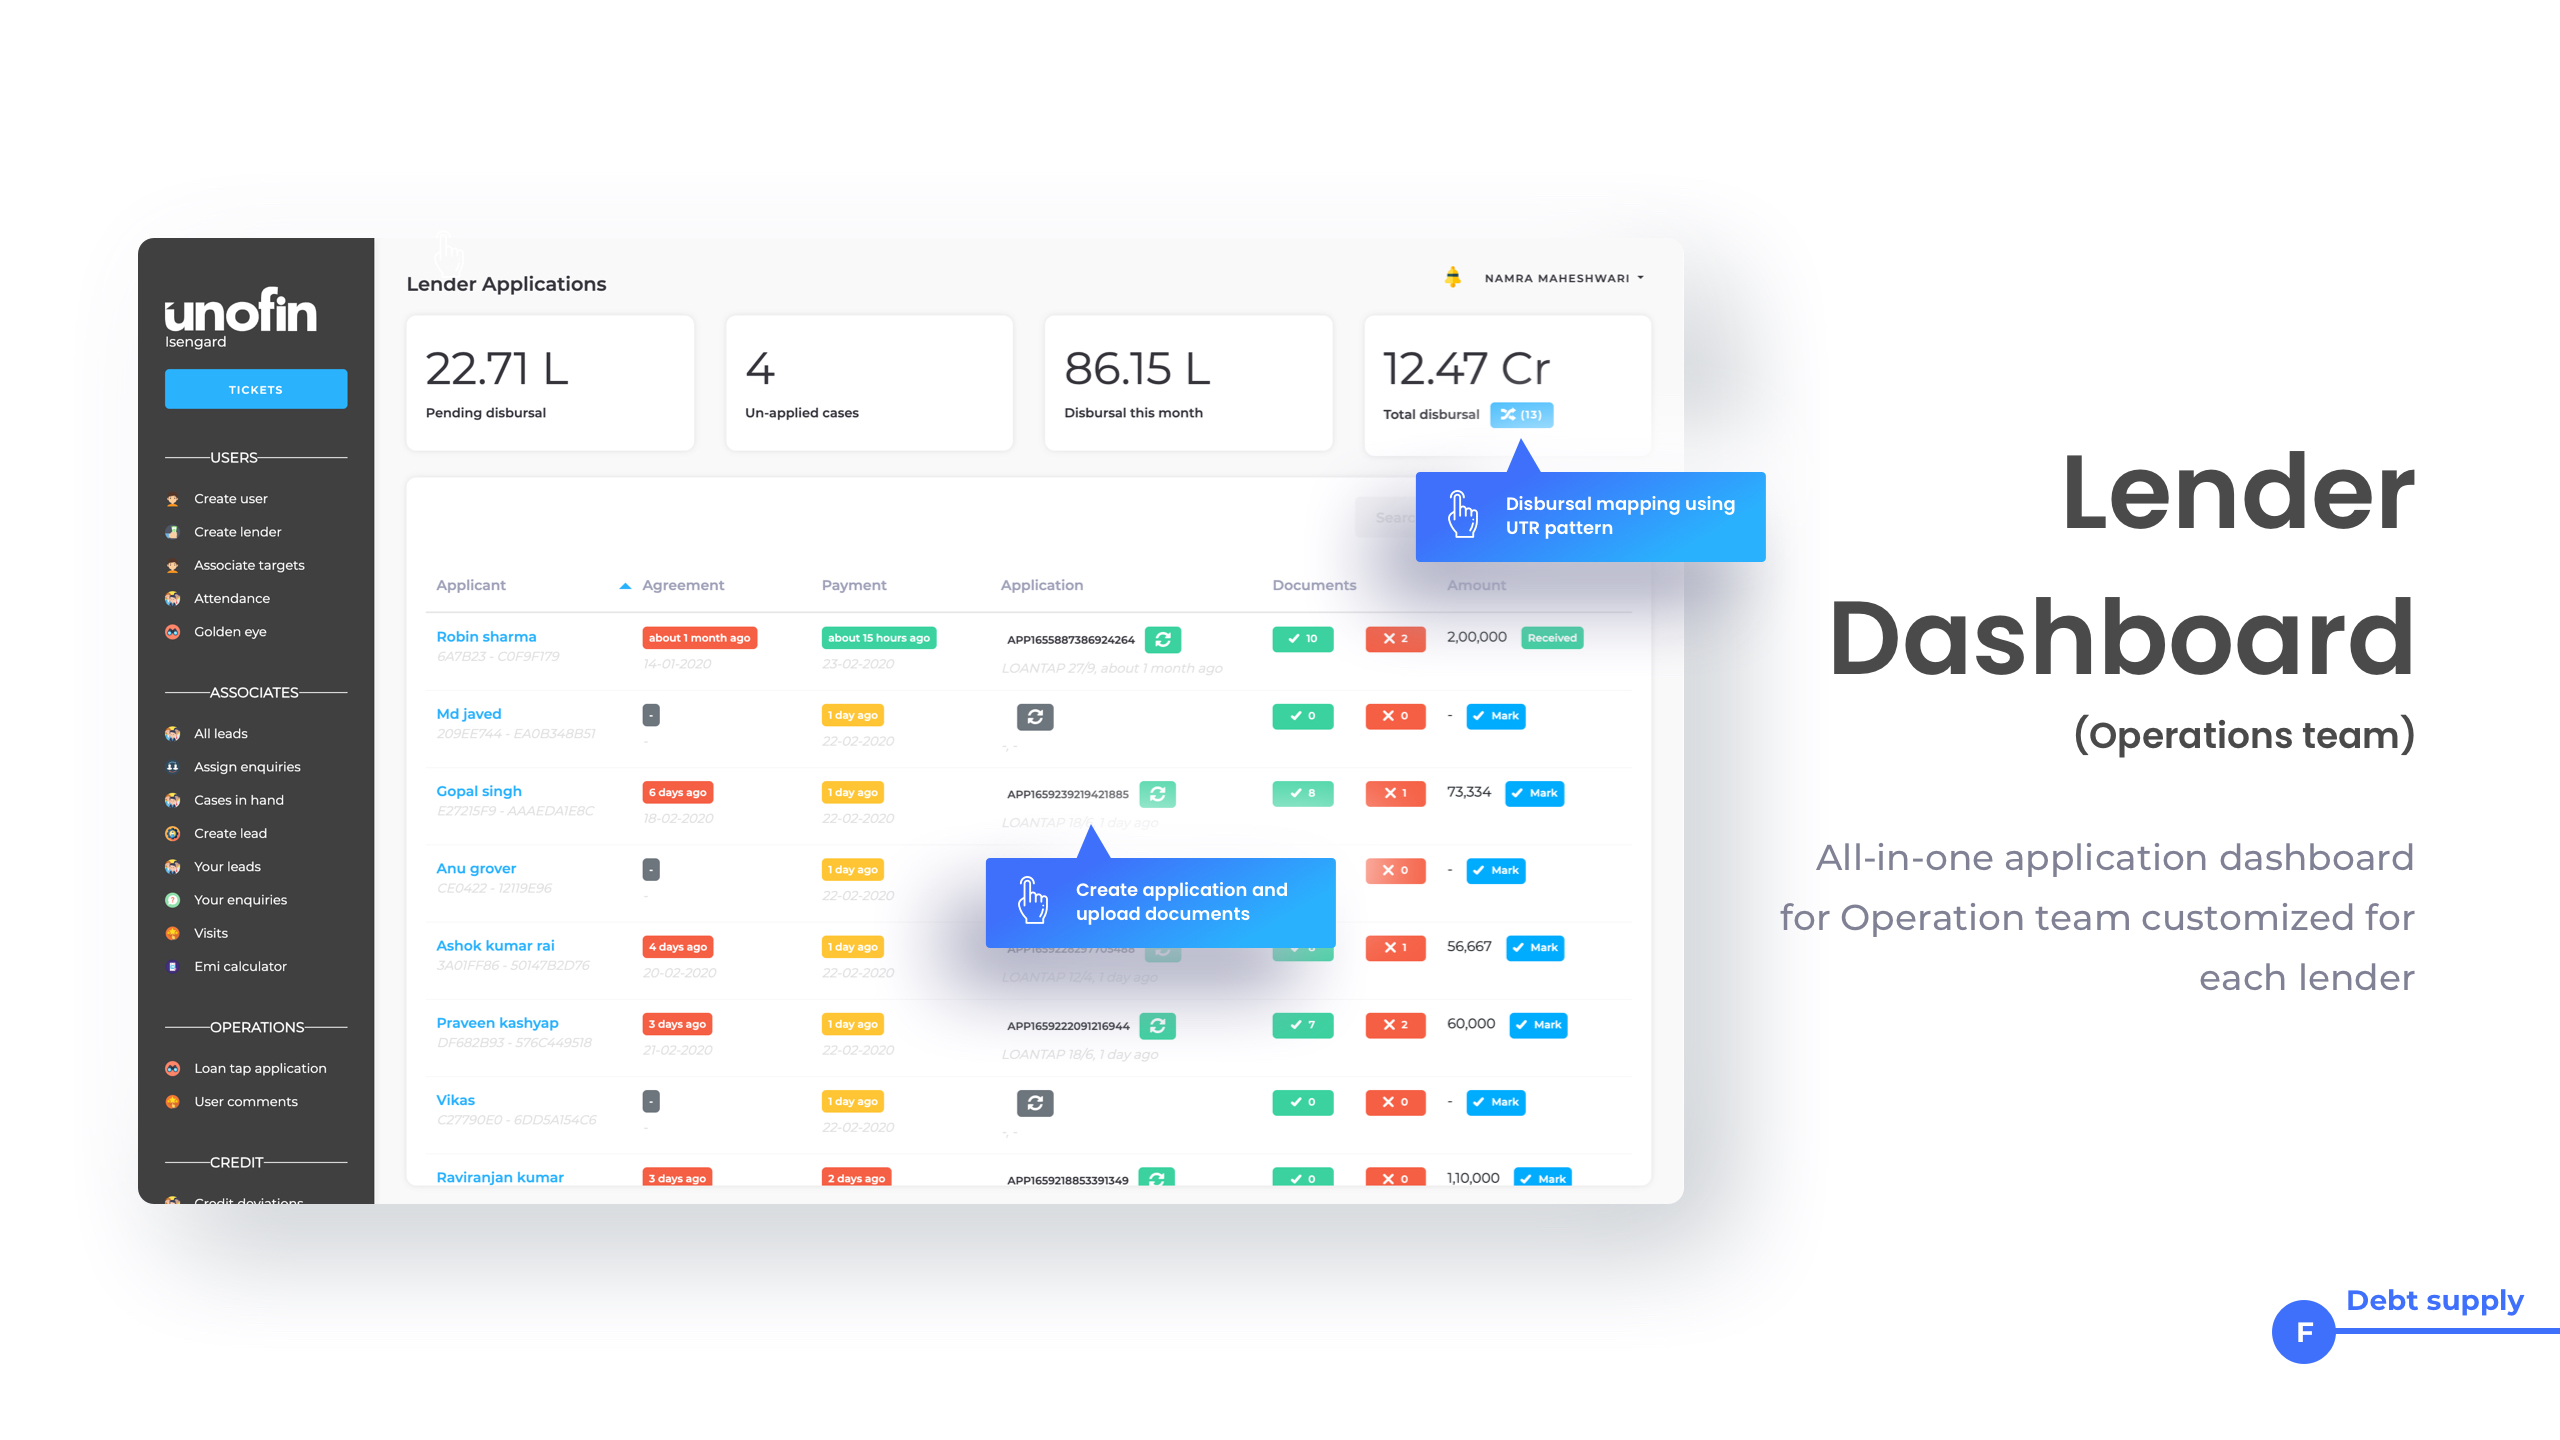 unofin
Isengard
TICKETS
USERS
Create user
Create lender
Associate targets
Attendance
Golden eye
ASSOCIATES
All leads
Assign enquiries
Cases in hand
Create lead
Your leads
Your enquiries
Visits
Emi calculator
OPERATIONS
Loan tap application
User comments
CREDIT
Credit deviations
Lender Applications
NAMRA MAHESHWARI
22.71 L
Pending disbursal
4
Un-applied cases
86.15 L
Disbursal this month
12.47 Cr
Total disbursal (13)
Disbursal mapping using
UTR pattern
Applicant Agreement Payment Application Documents Amount
Robin sharma about 1 month ago about 15 hours ago APP1655887386924264 10 2 2,00,000 Received
6A7B23 - C0F9F179 14-01-2020 23-02-2020 LOANTAP 27/9, about 1 month ago
Md javed - 1 day ago 0 0 - Mark
209EE744 - EA0B348B51 - 22-02-2020 -, -
Gopal singh 6 days ago 1 day ago APP1659239219421885 8 1 73,334 Mark
E27215F9 - AAAEDA1E8C 18-02-2020 22-02-2020 LOANTAP 18/6, 1 day ago
Anu grover - 1 day ago 0 - Mark
CE0422 - 12119E96 - 22-02-2020
Create application and
upload documents
Ashok kumar rai 4 days ago 1 day ago 1 56,667 Mark
3A01FF86 - 50147B2D76 20-02-2020 22-02-2020 LOANTAP 12/4, 1 day ago
Praveen kashyap 3 days ago 1 day ago APP1659222091216944 7 2 60,000 Mark
DF682B93 - 576C449518 21-02-2020 22-02-2020 LOANTAP 18/6, 1 day ago
Vikas - 1 day ago 0 0 - Mark
C27790E0 - 6DD5A154C6 - 22-02-2020 -, -
Raviranjan kumar 3 days ago 2 days ago APP1659218853391349 0 0 1,10,000 Mark
Lender
Dashboard
(Operations team)
All-in-one application dashboard
for Operation team customized for
each lender
Debt supply
F